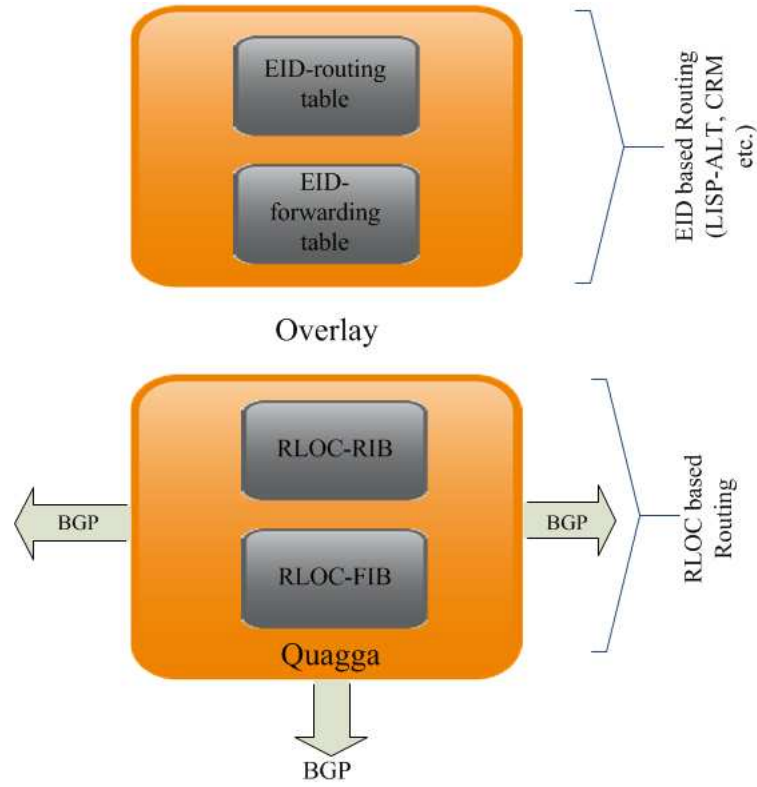 EID-routing
table
EID-
forwarding
table
EID based Routing
(LISP-ALT, CRM
etc.)
Overlay
RLOC-RIB
BGP
BGP
RLOC-FIB
RLOC based
Routing
Quagga
BGP